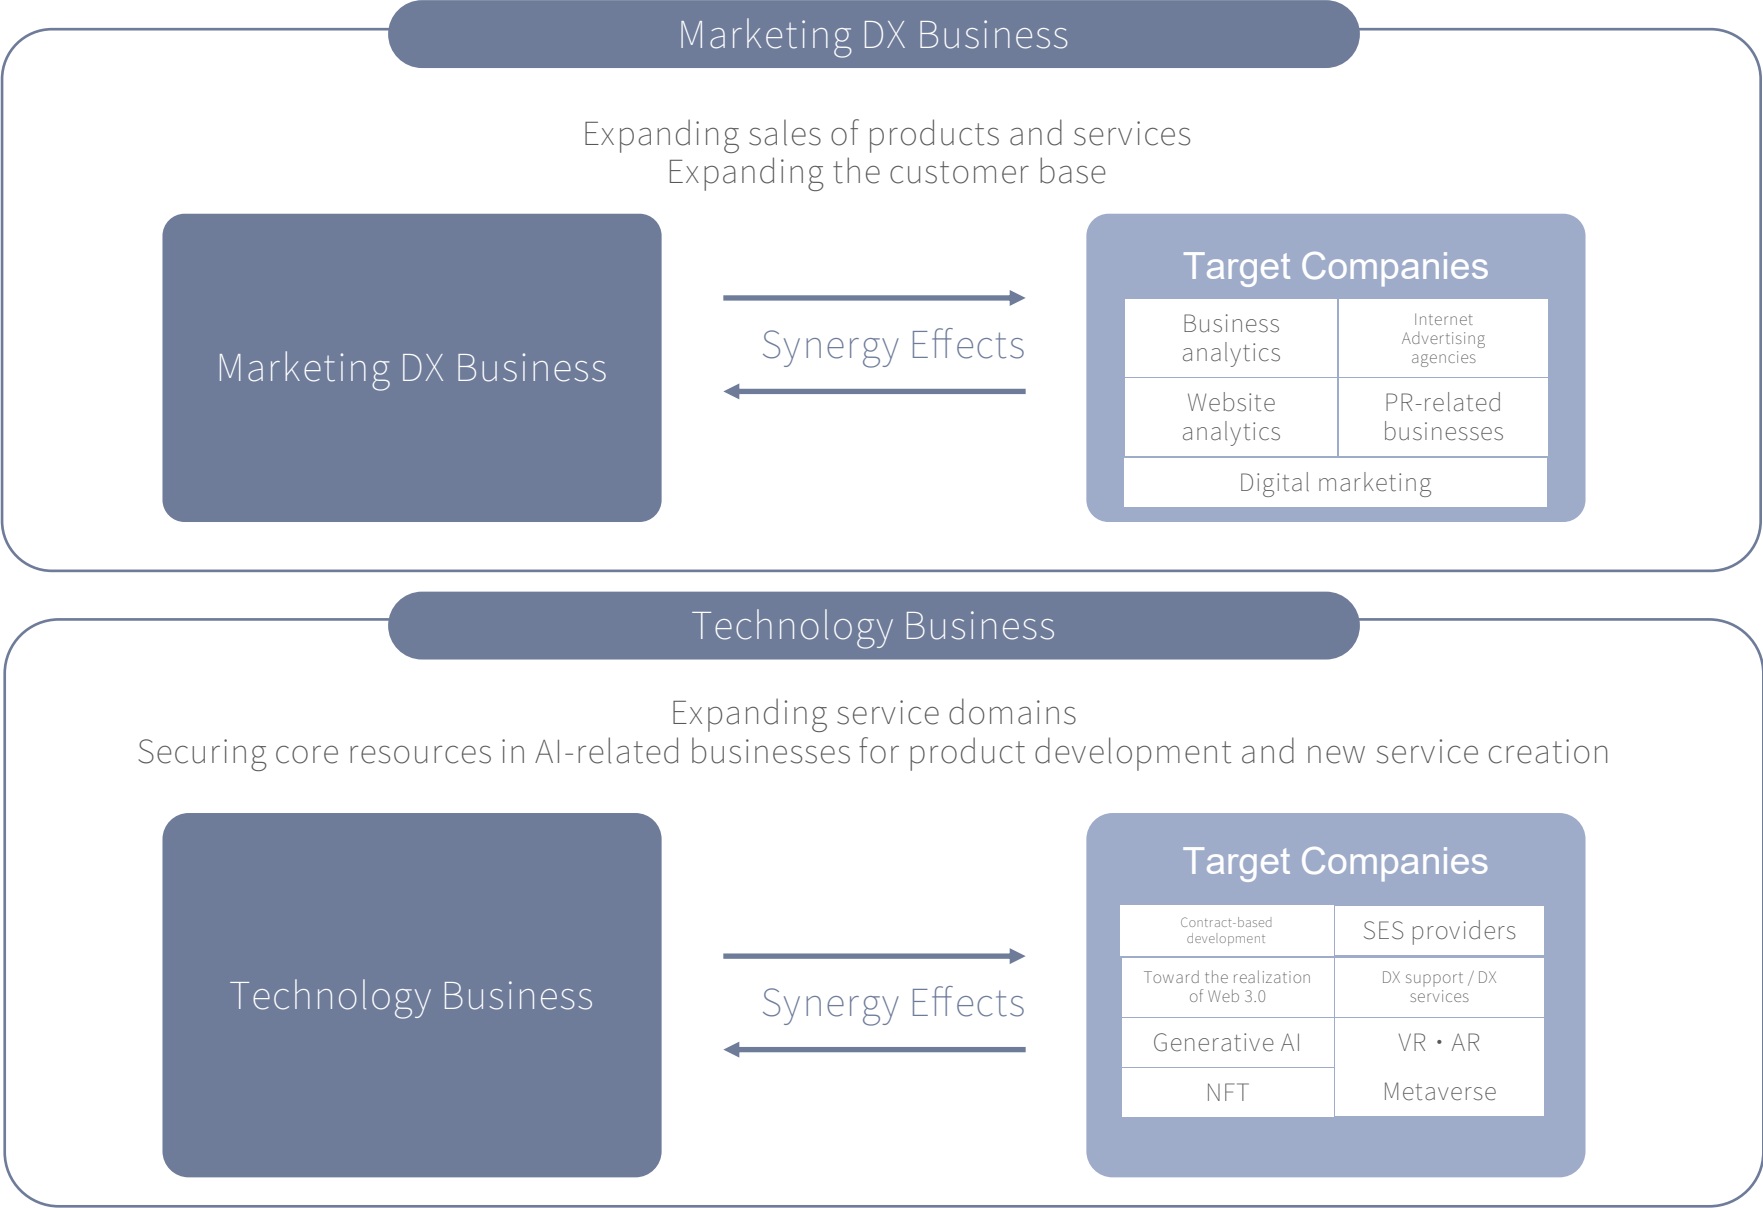 Marketing DX Business
Expanding sales of products and services
Expanding the customer base
Marketing DX Business
Synergy Effects
Target Companies
Business
analytics
Internet
Advertising
agencies
Website
analytics
PR-related
businesses
Digital marketing
Technology Business
Expanding service domains
Securing core resources in AI-related businesses for product development and new service creation
Technology Business
Synergy Effects
Target Companies
Contract-based
development
SES providers
Toward the realization
of Web 3.0
DX support / DX
services
Generative AI
VR・AR
NFT
Metaverse